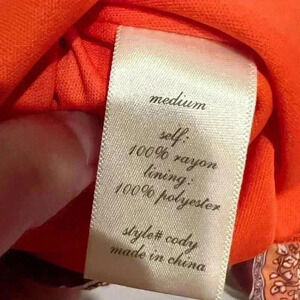 medium
self:
100% rayon
lining:
100% polyester
style# cody
made in china